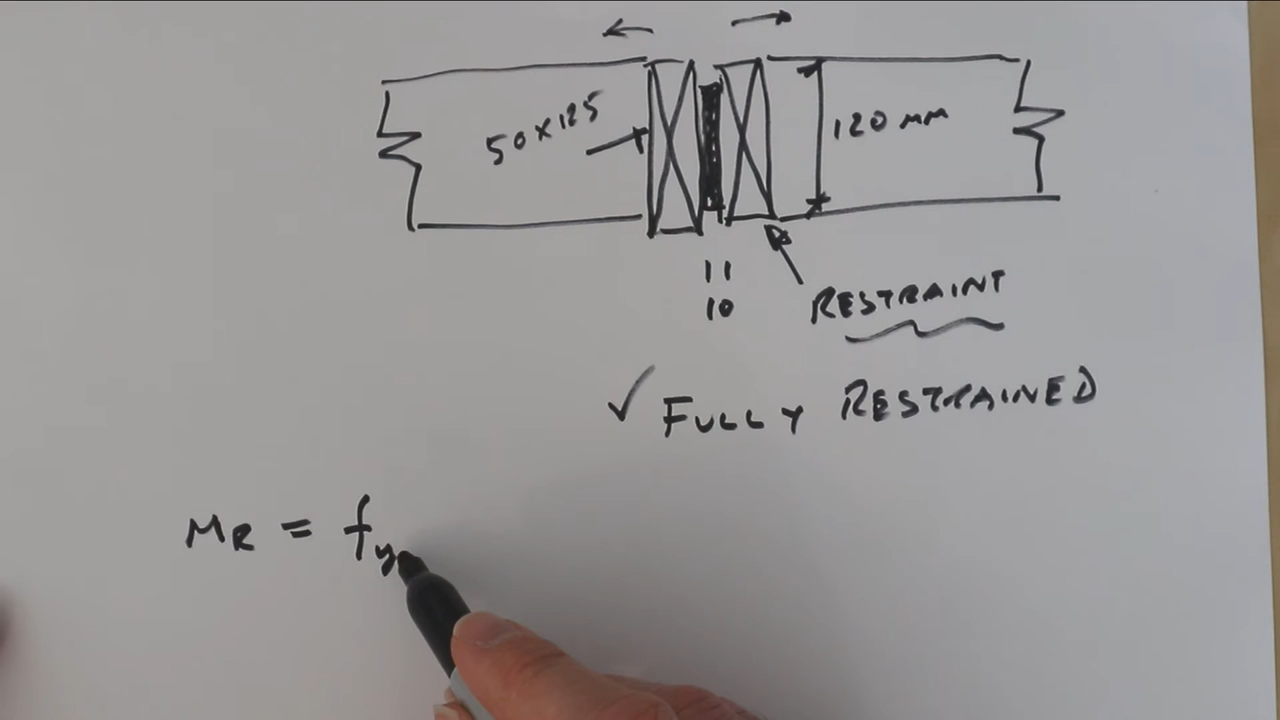 50x125
120 mm
11
10
RESTRAINT
✓ FULLY RESTRAINED
MR = fy